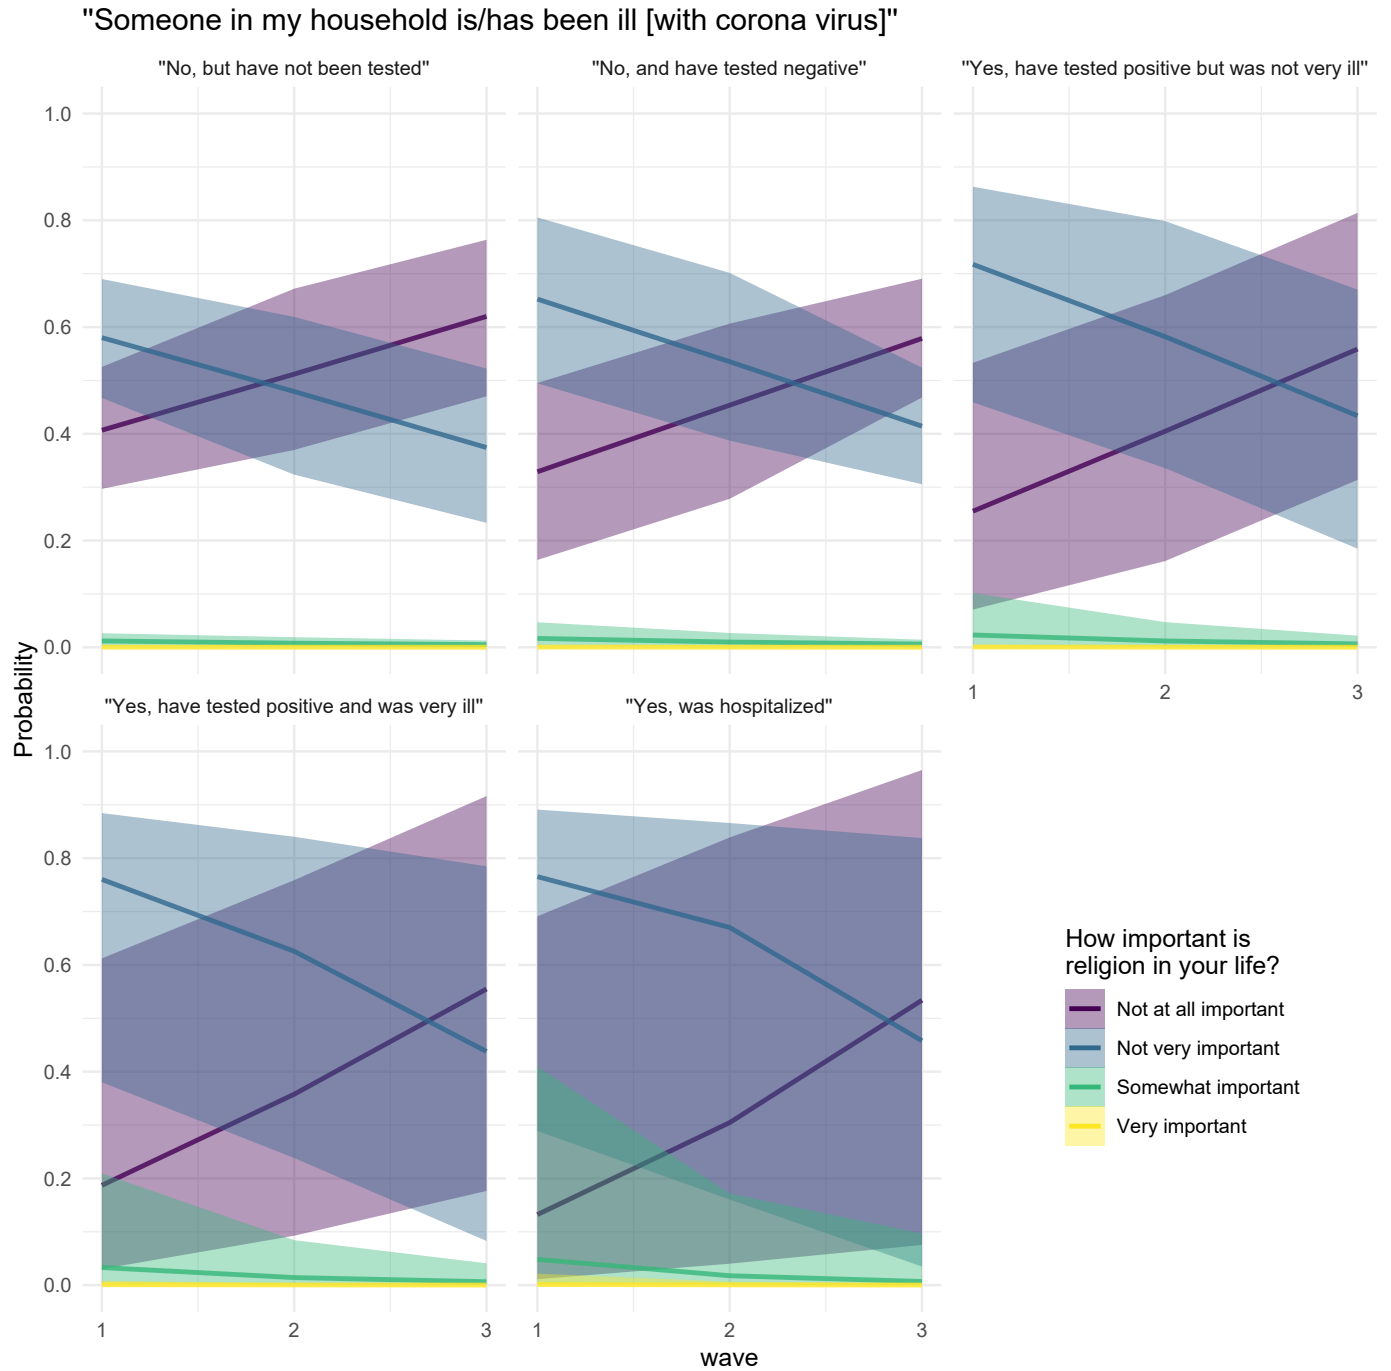 "Someone in my household is/has been ill [with corona virus]"
"No, but have not been tested"
"No, and have tested negative"
"Yes, have tested positive but was not very ill"
1.0
0.8
0.6
0.4
0.2
0.0
1 2 3
Probability
"Yes, have tested positive and was very ill"
"Yes, was hospitalized"
1.0
0.8
0.6
0.4
0.2
0.0
1 2 3
1 2 3
wave
How important is
religion in your life?
Not at all important
Not very important
Somewhat important
Very important